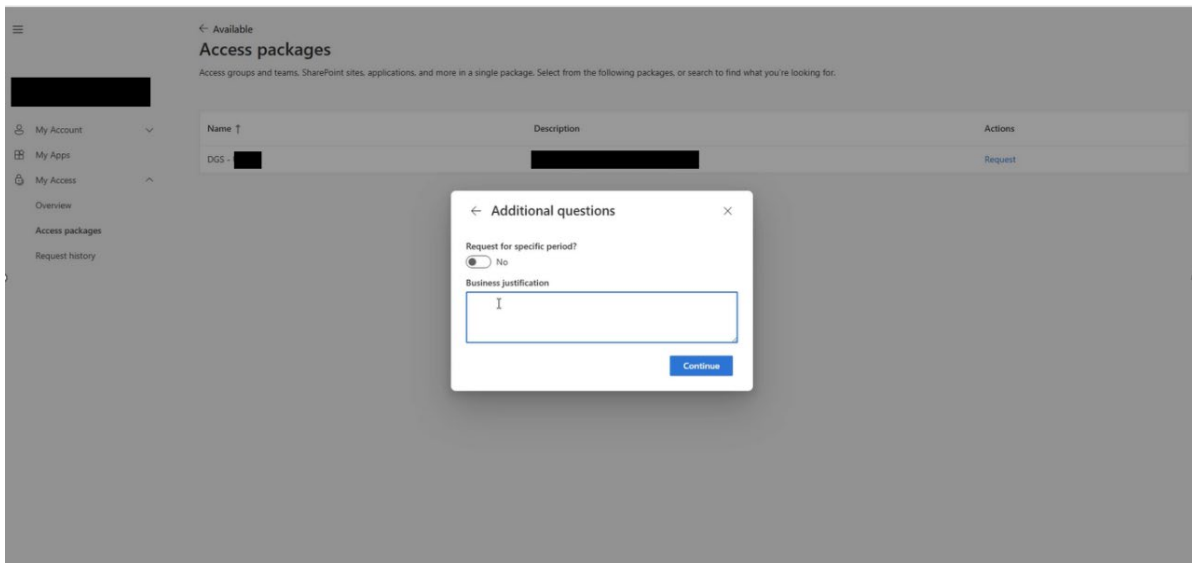 ← Available
Access packages
Access groups and teams, SharePoint sites, applications, and more in a single package. Select from the following packages, or search to find what you're looking for.
My Account
My Apps
My Access
Overview
Access packages
Request history
Name ↑ Description Actions
DGS - Request
← Additional questions
Request for specific period?
No
Business justification
Continue